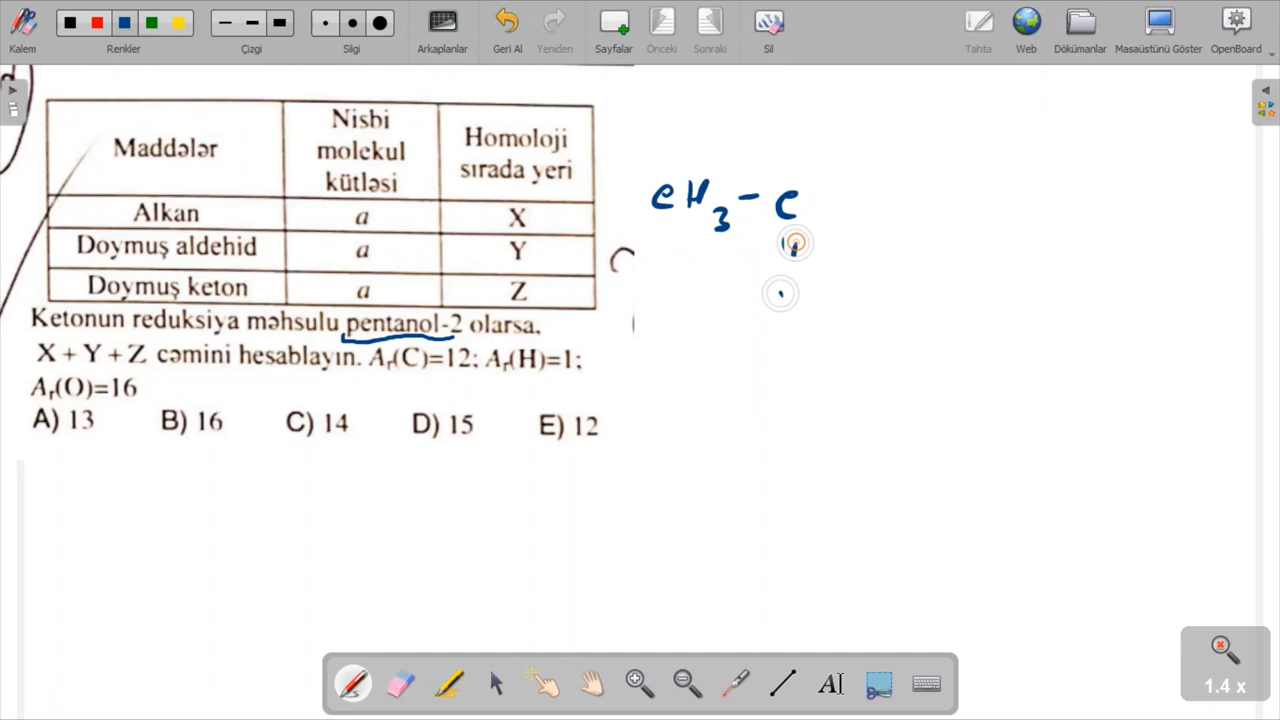 Kalem Renkler Çizgi Silgi Arkaplanlar Geri Al Yeniden Sayfalar Önceki Sonraki Sil Tahta Web Dökümanlar Masaüstünü Göster OpenBoard
Maddələr Nisbi molekul kütləsi Homoloji sırada yeri
Alkan a X
Doymuş aldehid a Y
Doymuş keton a Z
Ketonun reduksiya məhsulu pentanol-2 olarsa,
X + Y + Z cəmini hesablayın. Ar(C)=12; Ar(H)=1;
Ar(O)=16
A) 13 B) 16 C) 14 D) 15 E) 12
CH3 - C
AI
1.4 x